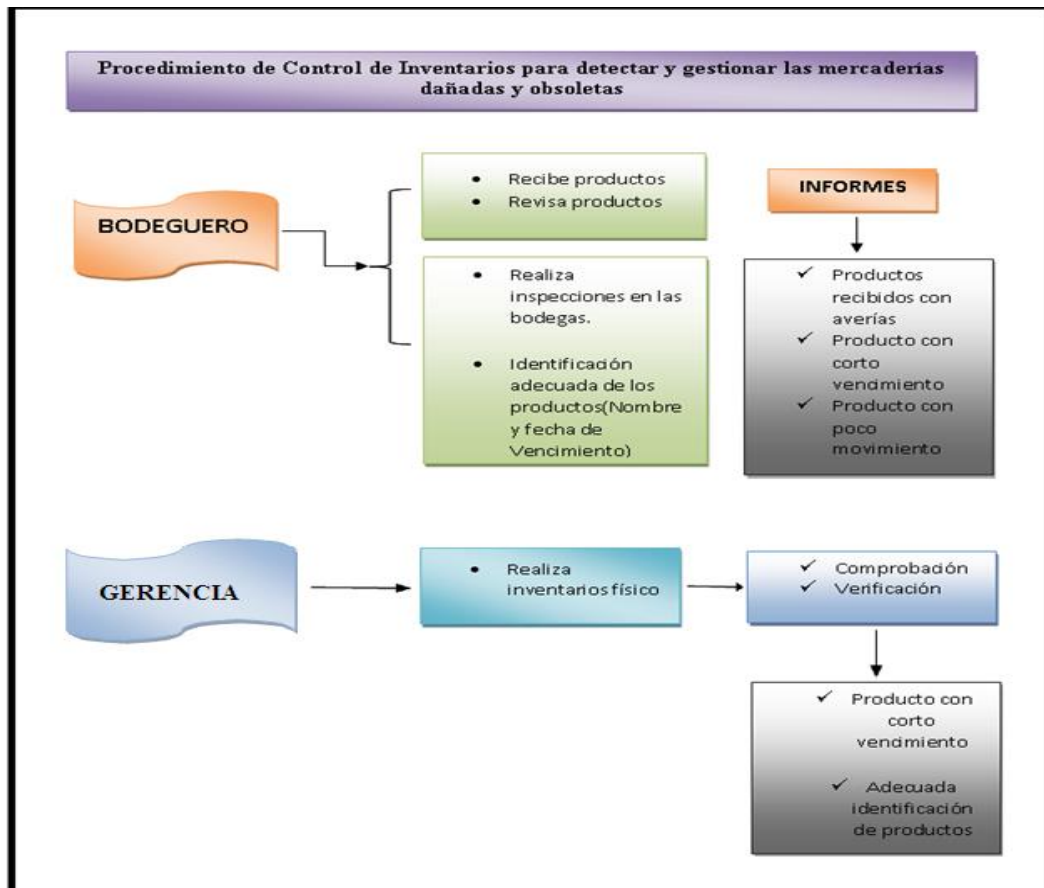 Procedimiento de Control de Inventarios para detectar y gestionar las mercaderías
dañadas y obsoletas
BODEGUERO
• Recibe productos
• Revisa productos
• Realiza
inspecciones en las
bodegas.
• Identificación
adecuada de los
productos(Nombre
y fecha de
Vencimiento)
INFORMES
✓ Productos
recibidos con
averías
✓ Producto con
corto
vencimiento
✓ Producto con
poco
movimiento
GERENCIA
• Realiza
inventarios físico
✓ Comprobación
✓ Verificación
✓ Producto con
corto
vencimiento
✓ Adecuada
identificación
de productos